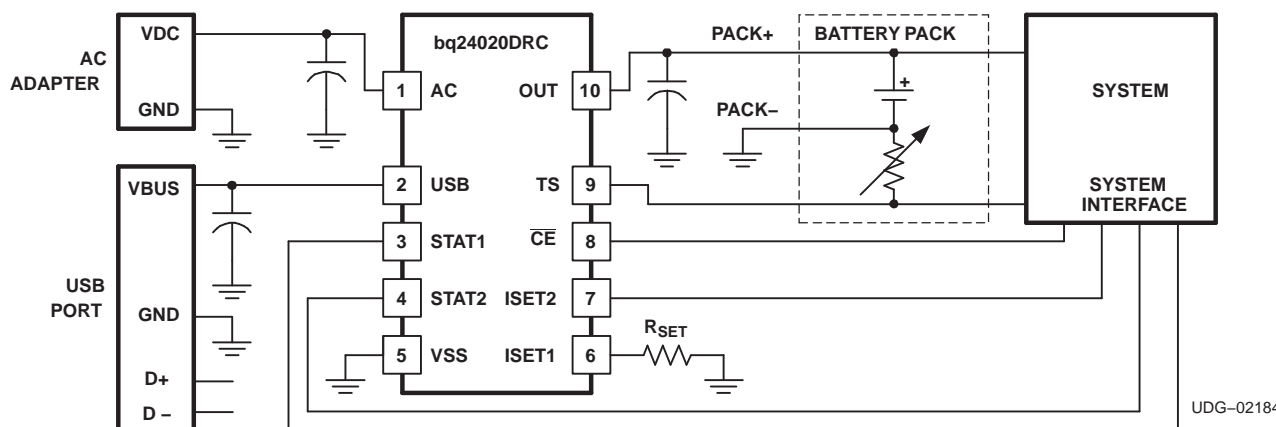 VDC
AC
ADAPTER
GND
bq24020DRC
1 AC
OUT 10
PACK+
BATTERY PACK
+
PACK–
SYSTEM
SYSTEM
INTERFACE
VBUS
USB
PORT
GND
D+
D –
2 USB
TS 9
3 STAT1
CE 8
4 STAT2
ISET2 7
5 VSS
ISET1 6
RSET
UDG–02184